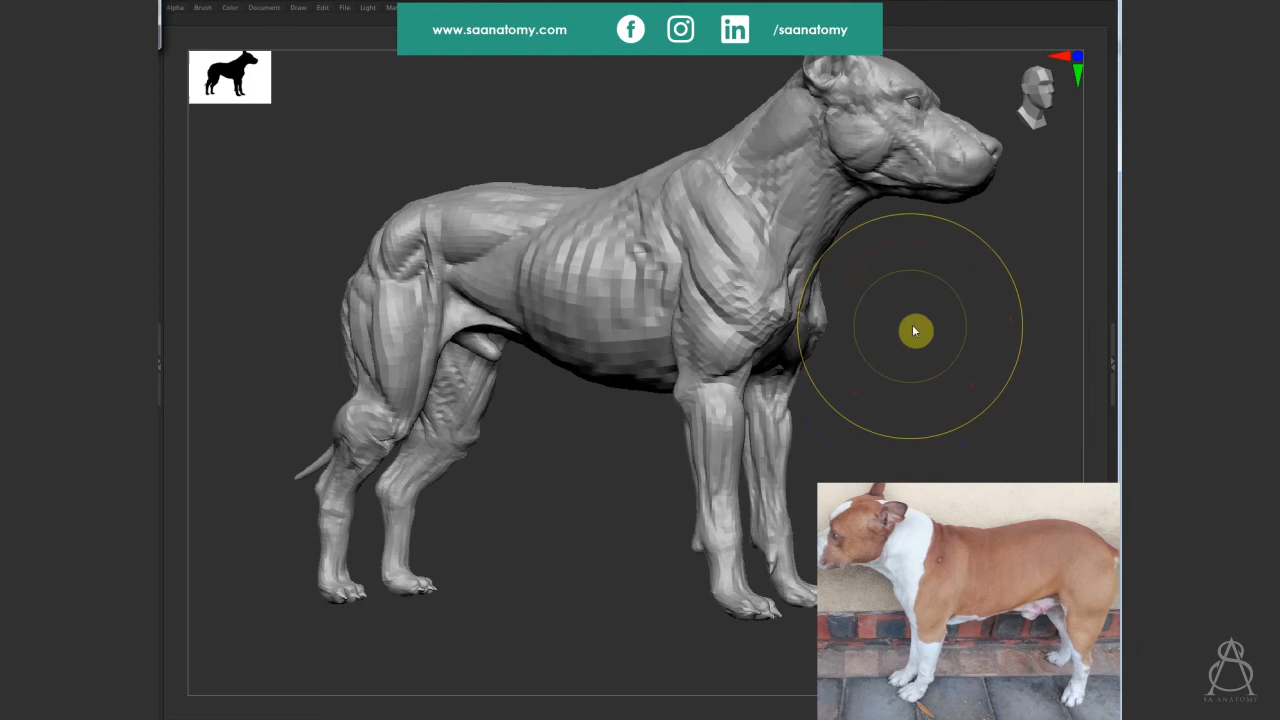 Alpha Brush Color Document Draw Edit File Light
www.saanatomy.com /saanatomy
SA ANATOMY